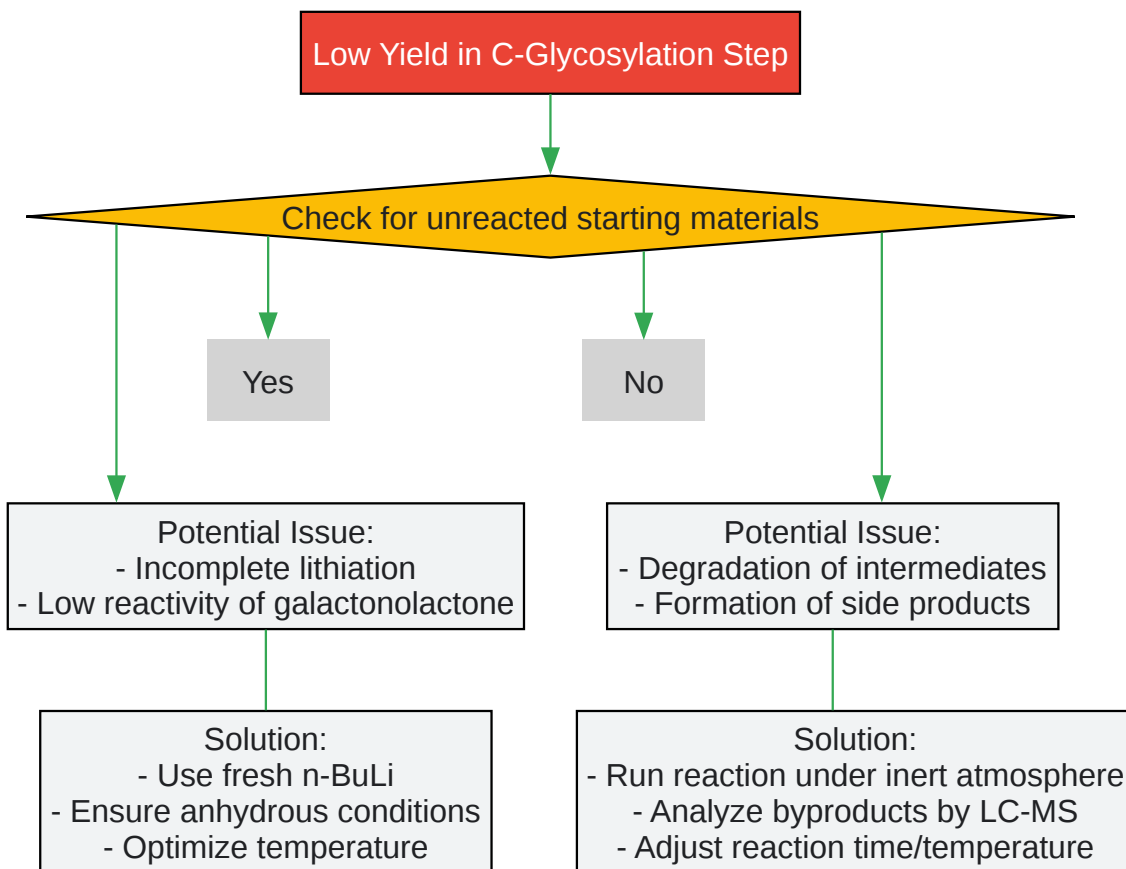 Low Yield in C-Glycosylation Step
Check for unreacted starting materials
Yes
No
Potential Issue:
- Incomplete lithiation
- Low reactivity of galactonolactone
Potential Issue:
- Degradation of intermediates
- Formation of side products
Solution:
- Use fresh n-BuLi
- Ensure anhydrous conditions
- Optimize temperature
Solution:
- Run reaction under inert atmosphere
- Analyze byproducts by LC-MS
- Adjust reaction time/temperature